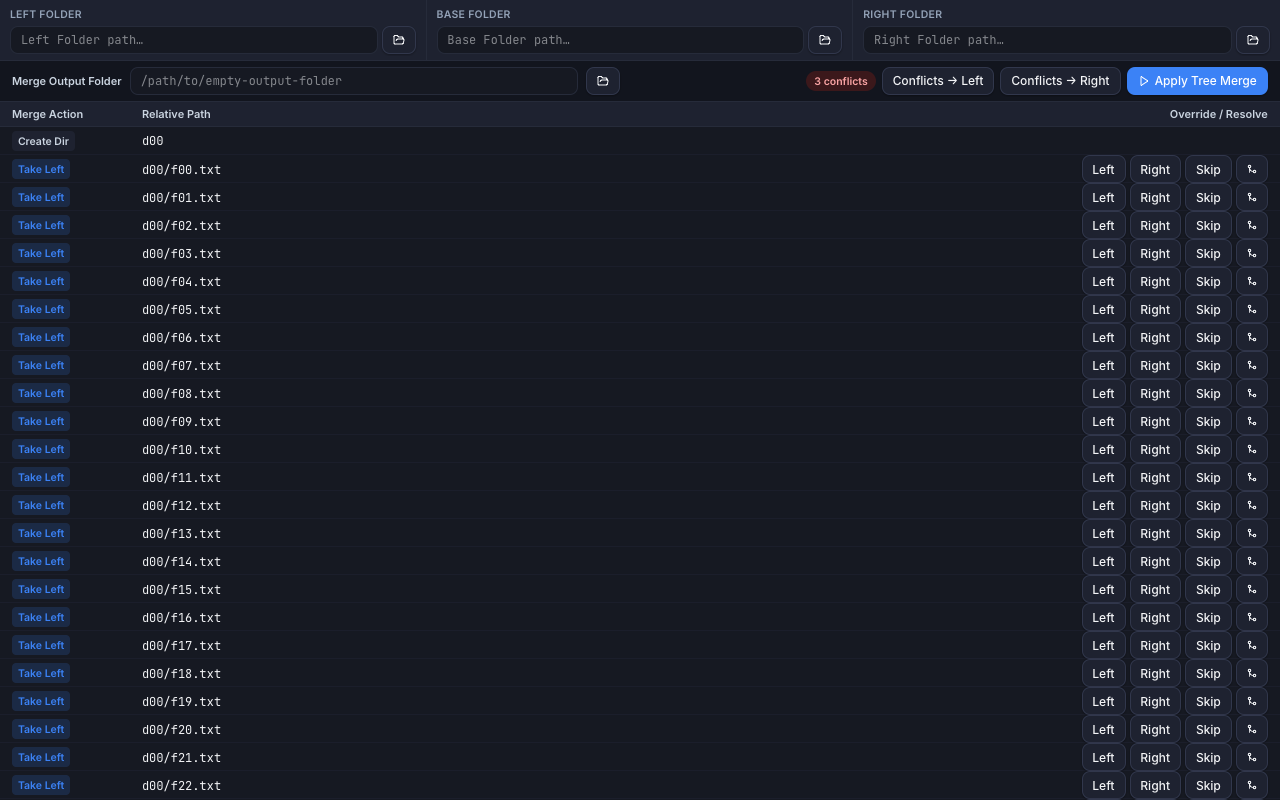 LEFT FOLDER BASE FOLDER RIGHT FOLDER
Left Folder path… Base Folder path… Right Folder path…
Merge Output Folder /path/to/empty-output-folder 3 conflicts Conflicts → Left Conflicts → Right Apply Tree Merge
Merge Action Relative Path Override / Resolve
Create Dir d00
Take Left d00/f00.txt Left Right Skip
Take Left d00/f01.txt Left Right Skip
Take Left d00/f02.txt Left Right Skip
Take Left d00/f03.txt Left Right Skip
Take Left d00/f04.txt Left Right Skip
Take Left d00/f05.txt Left Right Skip
Take Left d00/f06.txt Left Right Skip
Take Left d00/f07.txt Left Right Skip
Take Left d00/f08.txt Left Right Skip
Take Left d00/f09.txt Left Right Skip
Take Left d00/f10.txt Left Right Skip
Take Left d00/f11.txt Left Right Skip
Take Left d00/f12.txt Left Right Skip
Take Left d00/f13.txt Left Right Skip
Take Left d00/f14.txt Left Right Skip
Take Left d00/f15.txt Left Right Skip
Take Left d00/f16.txt Left Right Skip
Take Left d00/f17.txt Left Right Skip
Take Left d00/f18.txt Left Right Skip
Take Left d00/f19.txt Left Right Skip
Take Left d00/f20.txt Left Right Skip
Take Left d00/f21.txt Left Right Skip
Take Left d00/f22.txt Left Right Skip